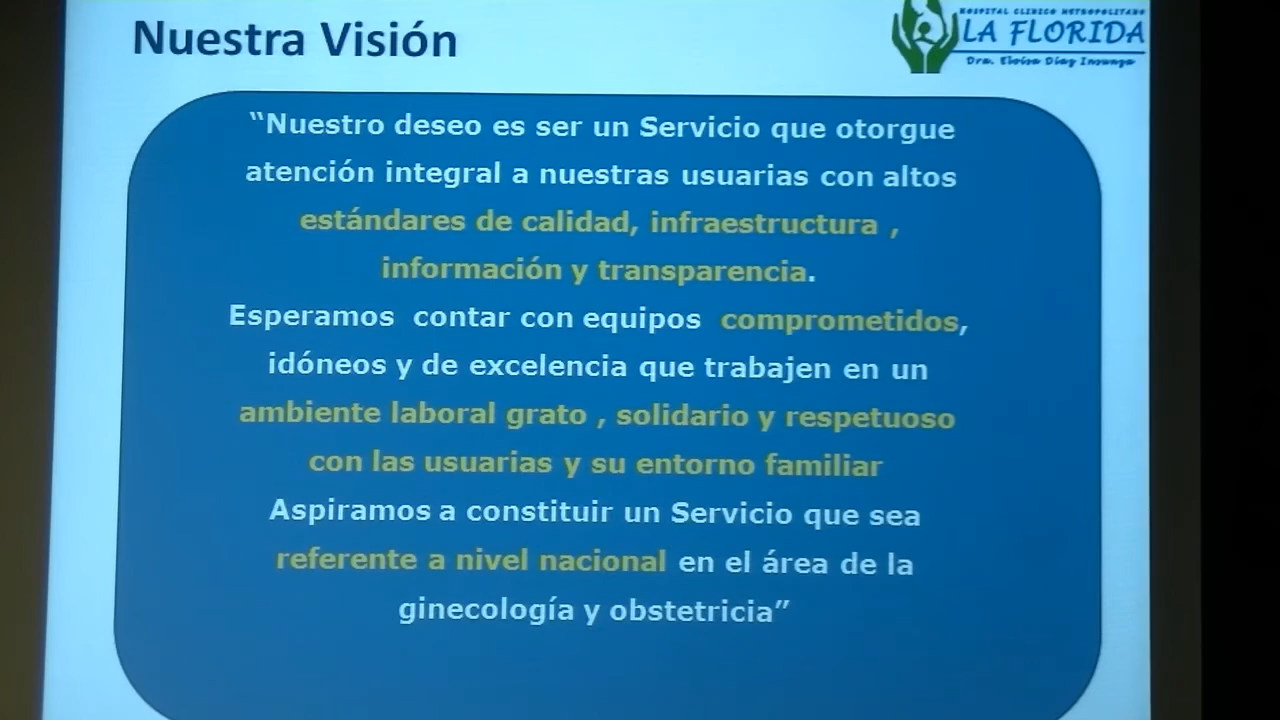 Nuestra Visión
HOSPITAL CLINICO METROPOLITANO
LA FLORIDA
Dra. Eloísa Díaz Insunza
“Nuestro deseo es ser un Servicio que otorgue
atención integral a nuestras usuarias con altos
estándares de calidad, infraestructura ,
información y transparencia.
Esperamos contar con equipos comprometidos,
idóneos y de excelencia que trabajen en un
ambiente laboral grato , solidario y respetuoso
con las usuarias y su entorno familiar
Aspiramos a constituir un Servicio que sea
referente a nivel nacional en el área de la
ginecología y obstetricia”